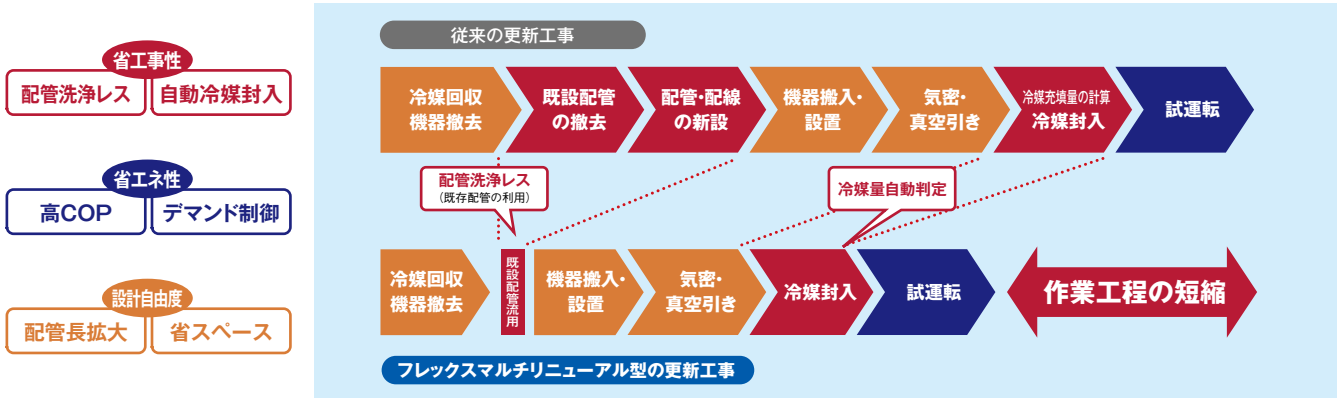 省工事性
配管洗浄レス
自動冷媒封入
省エネ性
高COP
デマンド制御
設計自由度
配管長拡大
省スペース
従来の更新工事
冷媒回収
機器撤去
既設配管
の撤去
配管・配線
の新設
機器搬入・
設置
気密・
真空引き
冷媒充填量の計算
冷媒封入
試運転
配管洗浄レス
（既存配管の利用）
冷媒量自動判定
冷媒回収
機器撤去
既設配管流用
機器搬入・
設置
気密・
真空引き
冷媒封入
試運転
作業工程の短縮
フレックスマルチリニューアル型の更新工事